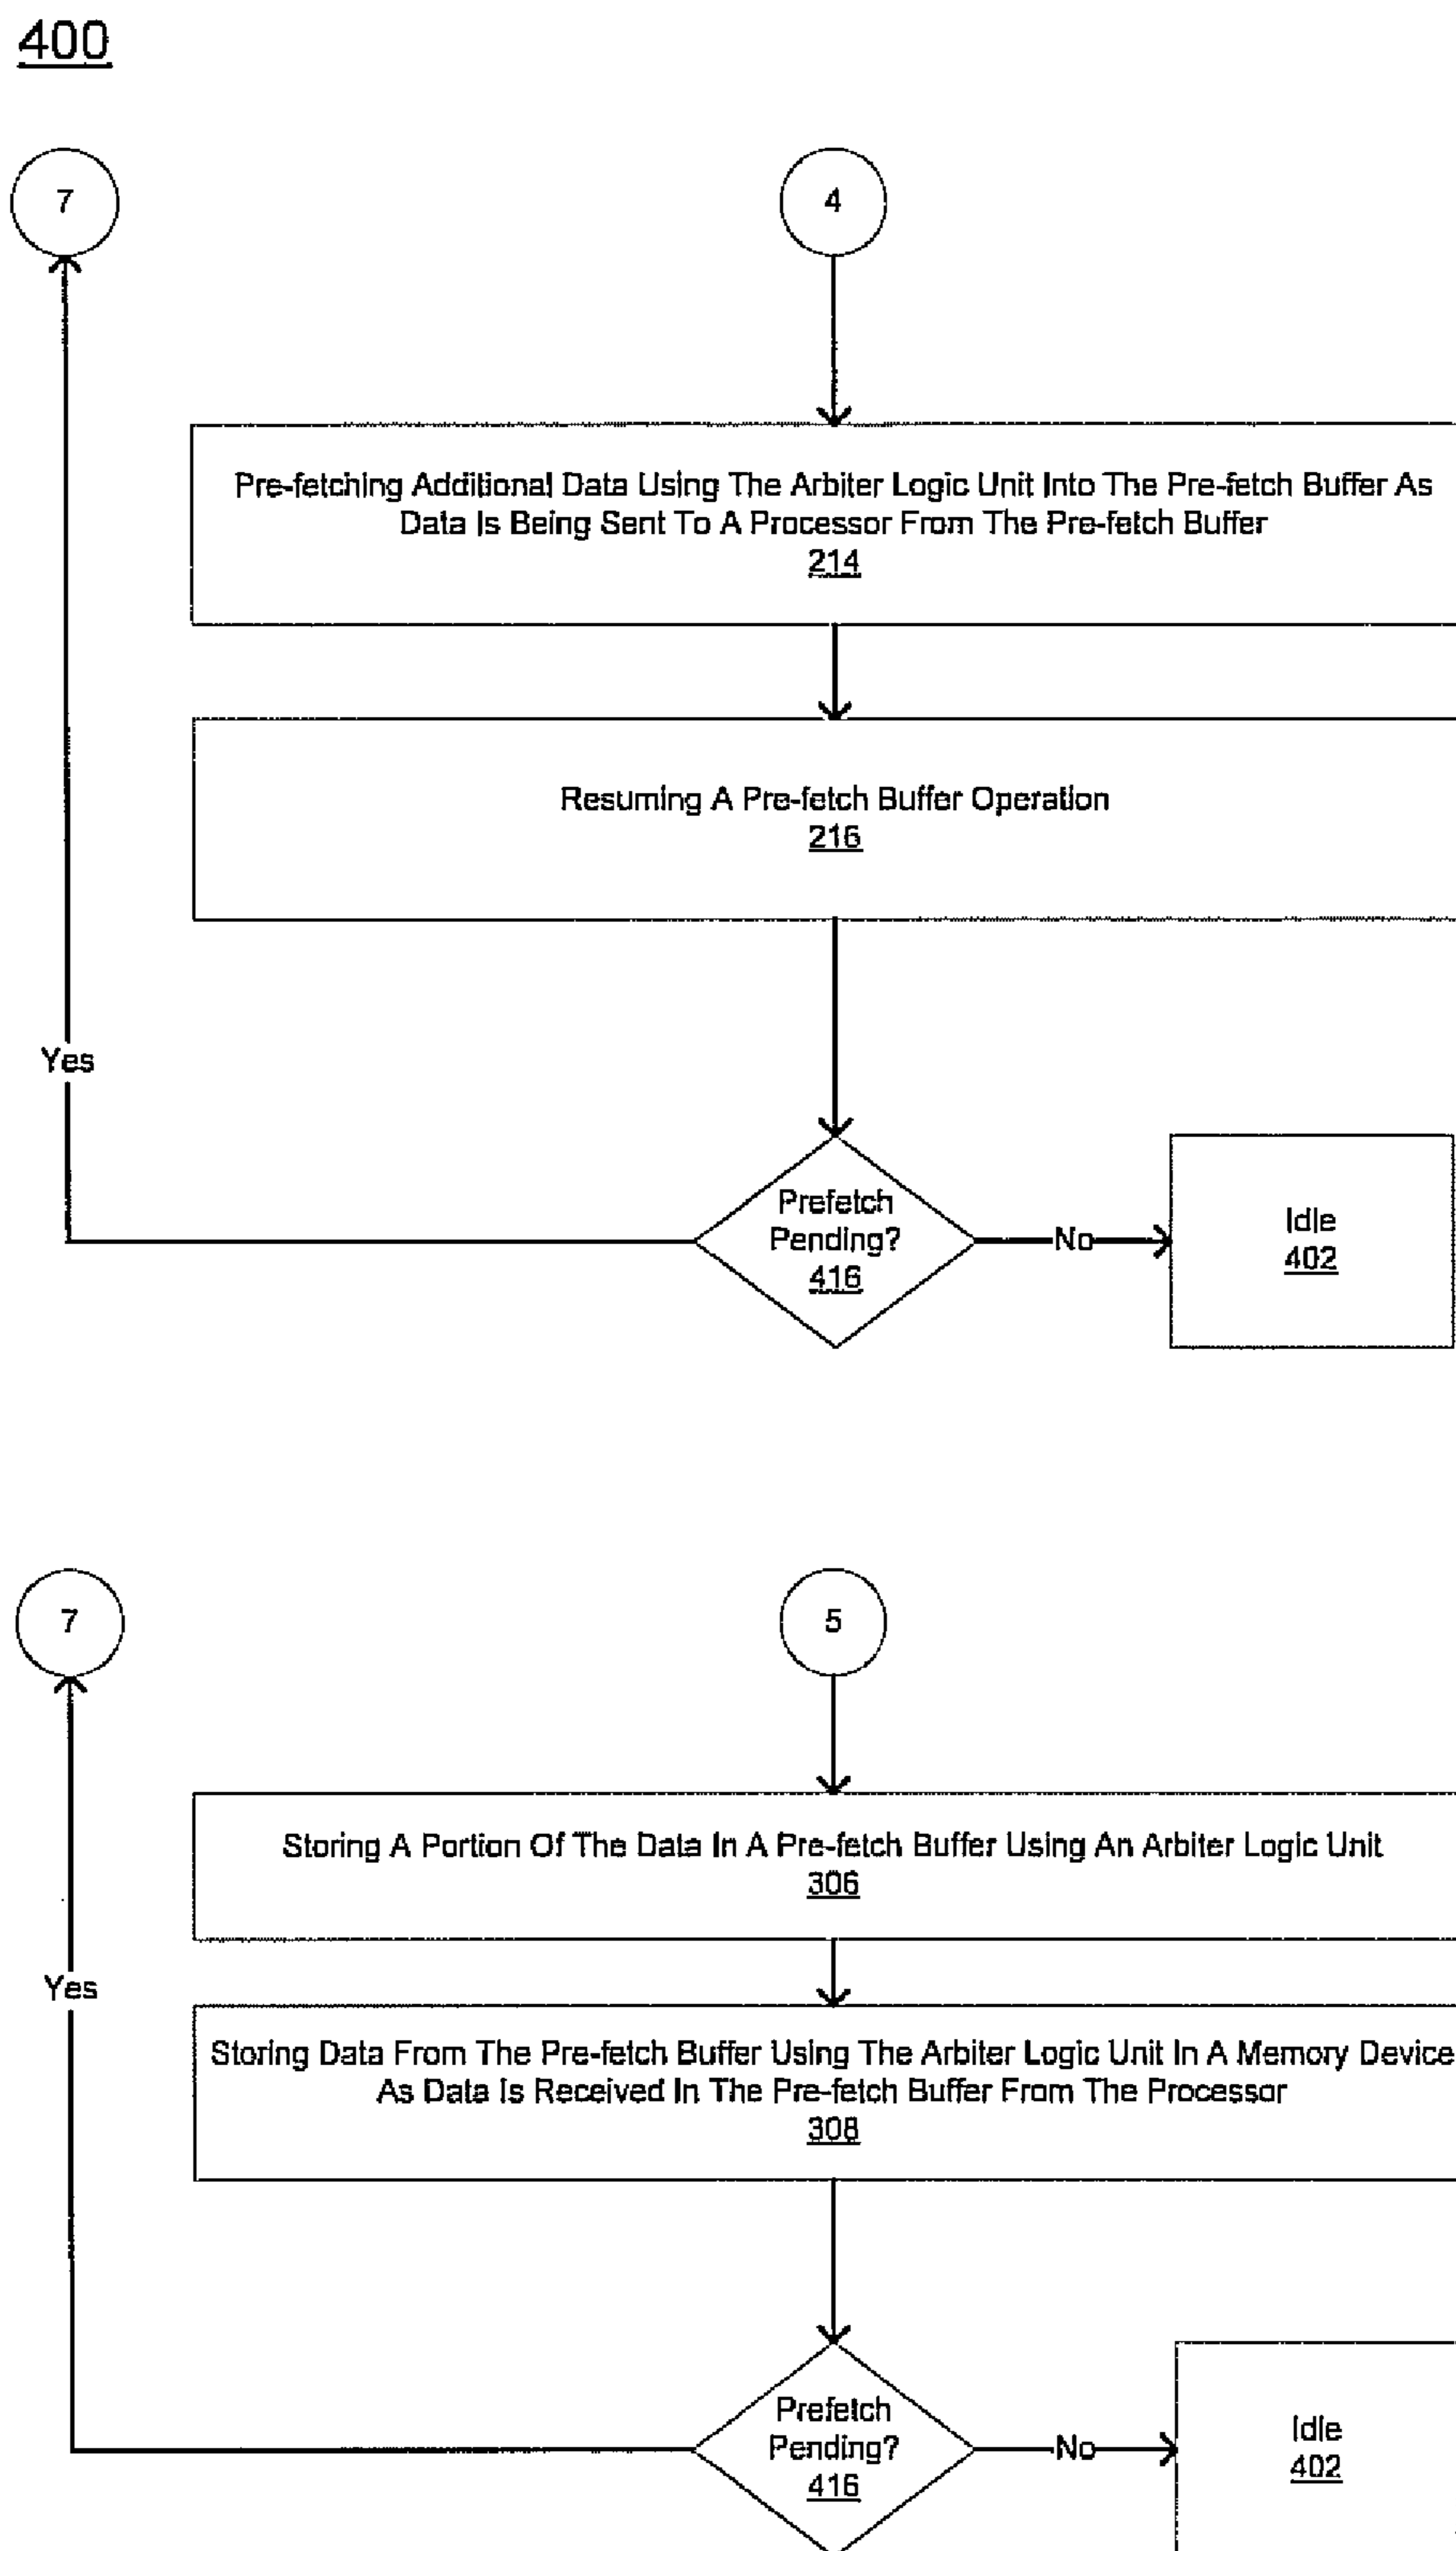 400
7
4
Pre-fetching Additional Data Using The Arbiter Logic Unit Into The Pre-fetch Buffer As
Data Is Being Sent To A Processor From The Pre-fetch Buffer
214
Resuming A Pre-fetch Buffer Operation
216
Yes
Prefetch
Pending?
416
No
Idle
402
7
5
Storing A Portion Of The Data In A Pre-fetch Buffer Using An Arbiter Logic Unit
306
Yes
Storing Data From The Pre-fetch Buffer Using The Arbiter Logic Unit In A Memory Device
As Data Is Received In The Pre-fetch Buffer From The Processor
308
Prefetch
Pending?
416
No
Idle
402